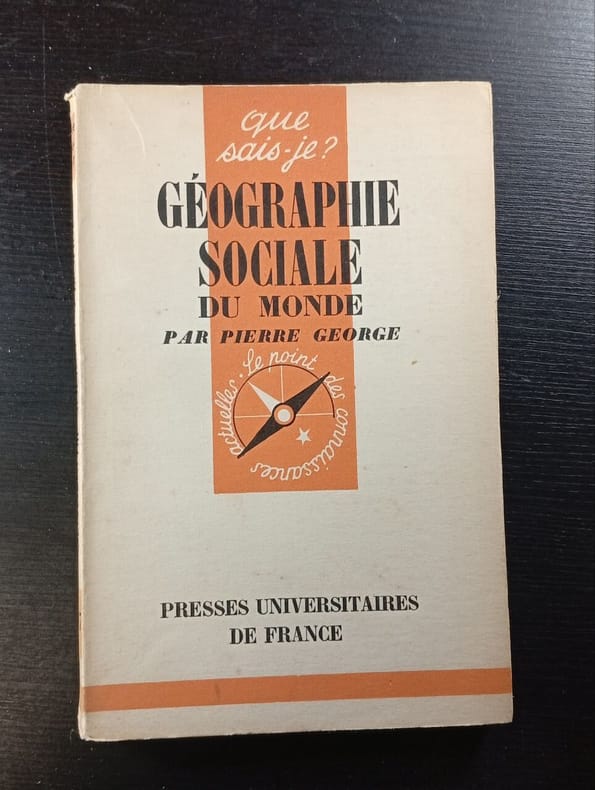 que
sais-je?
GÉOGRAPHIE
SOCIALE
DU MONDE
PAR PIERRE GEORGE
Le point des connaissances actuelles.
PRESSES UNIVERSITAIRES
DE FRANCE